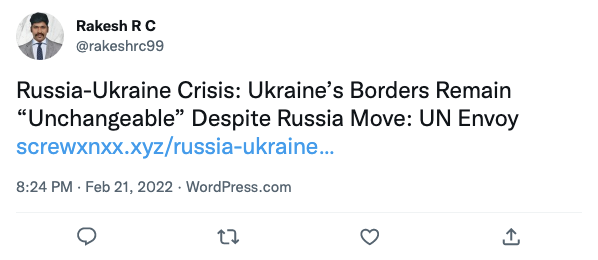 Rakesh R C
@rakeshrc99
Russia-Ukraine Crisis: Ukraine’s Borders Remain
“Unchangeable” Despite Russia Move: UN Envoy
screwxnxx.xyz/russia-ukraine…
8:24 PM · Feb 21, 2022 · WordPress.com